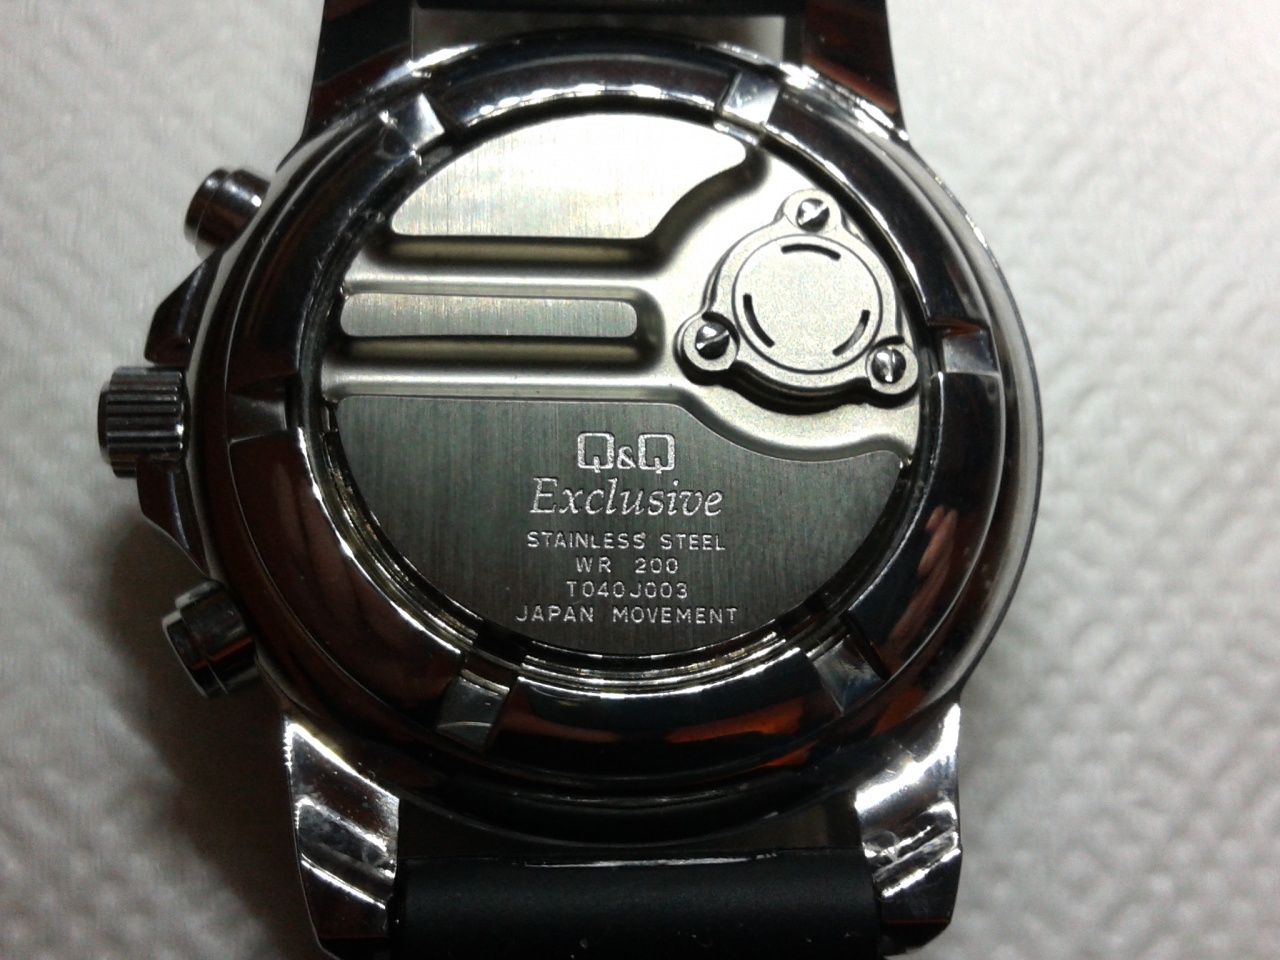 Q&Q
Exclusive
STAINLESS STEEL
WR 200
T040J003
JAPAN MOVEMENT